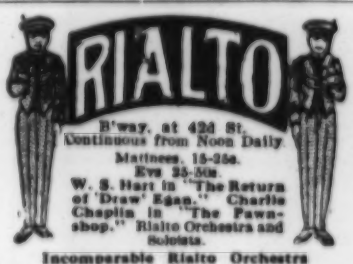 RIALTO
B'way, at 42d St.
Continuous from Noon Daily
Matinees, 15-25c.
Evs 25-50c.
W. S. Hart in "The Return
of 'Draw' Egan." Charlie
Chaplin in "The Pawn-
shop." Rialto Orchestra and
Soloists.
Incomparable Rialto Orchestra